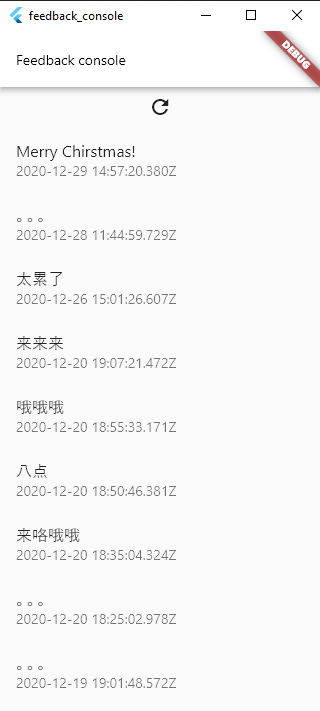 feedback_console
Feedback console
DEBUG
Merry Chirstmas!
2020-12-29 14:57:20.380Z
。。。
2020-12-28 11:44:59.729Z
太累了
2020-12-26 15:01:26.607Z
来来来
2020-12-20 19:07:21.472Z
哦哦哦
2020-12-20 18:55:33.171Z
八点
2020-12-20 18:50:46.381Z
来咯哦哦
2020-12-20 18:35:04.324Z
。。。
2020-12-20 18:25:02.978Z
。。。
2020-12-19 19:01:48.572Z